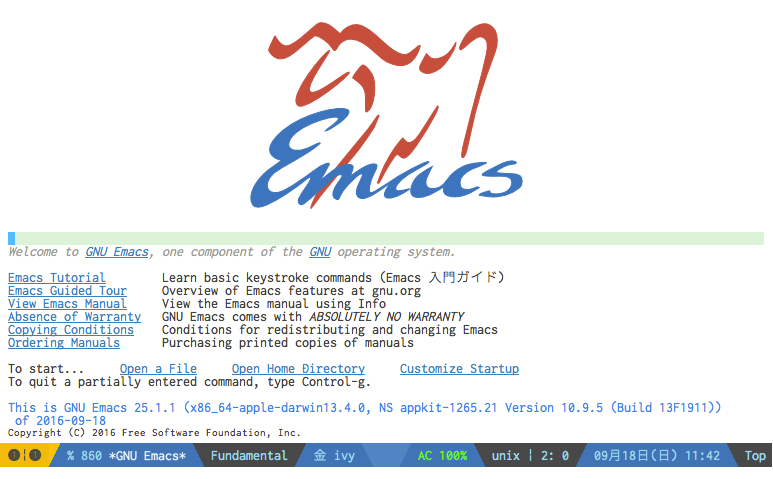 Emacs
Welcome to GNU Emacs, one component of the GNU operating system.
Emacs Tutorial Learn basic keystroke commands (Emacs 入門ガイド)
Emacs Guided Tour Overview of Emacs features at gnu.org
View Emacs Manual View the Emacs manual using Info
Absence of Warranty GNU Emacs comes with ABSOLUTELY NO WARRANTY
Copying Conditions Conditions for redistributing and changing Emacs
Ordering Manuals Purchasing printed copies of manuals
To start... Open a File Open Home Directory Customize Startup
To quit a partially entered command, type Control-g.
This is GNU Emacs 25.1.1 (x86_64-apple-darwin13.4.0, NS appkit-1265.21 Version 10.9.5 (Build 13F1911))
of 2016-09-18
Copyright (C) 2016 Free Software Foundation, Inc.
❶¦❶ % 860 *GNU Emacs* Fundamental 金 ivy AC 100% unix ¦ 2: 0 09月18日(日) 11:42 Top